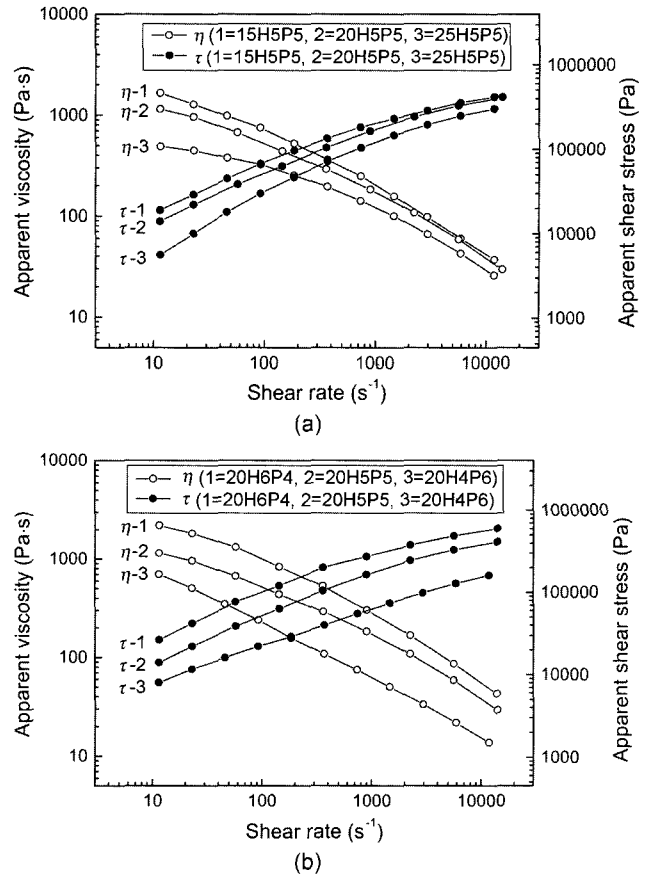 10000
1000
100
10
Apparent viscosity (Pa·s)
η (1=15H5P5, 2=20H5P5, 3=25H5P5)
τ (1=15H5P5, 2=20H5P5, 3=25H5P5)
η-1
η-2
η-3
τ-1
τ-2
τ-3
1000000
100000
10000
1000
Apparent shear stress (Pa)
10 100 1000 10000
Shear rate (s⁻¹)
(a)
10000
1000
100
10
Apparent viscosity (Pa·s)
η (1=20H6P4, 2=20H5P5, 3=20H4P6)
τ (1=20H6P4, 2=20H5P5, 3=20H4P6)
η-1
η-2
η-3
τ-1
τ-2
τ-3
1000000
100000
10000
1000
Apparent shear stress (Pa)
10 100 1000 10000
Shear rate (s⁻¹)
(b)